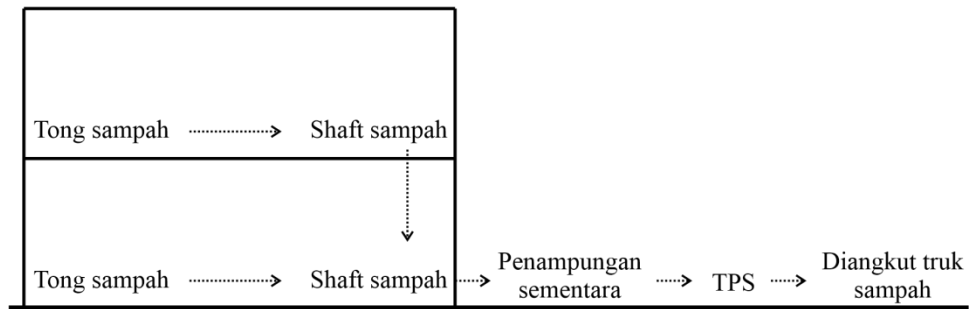 Tong sampah Shaft sampah
Tong sampah Shaft sampah
Penampungan
sementara
TPS
Diangkut truk
sampah